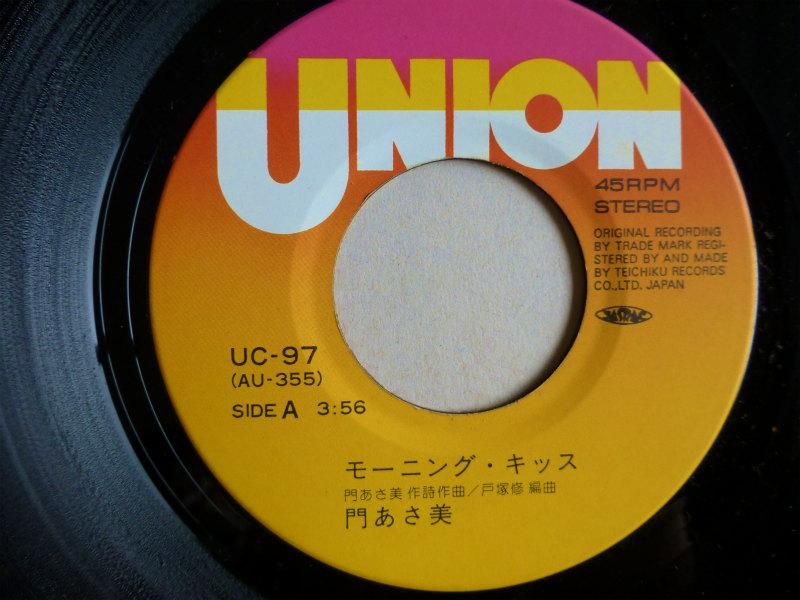 UNION
45RPM
STEREO
ORIGINAL RECORDING
BY TRADE MARK REGI-
STERED BY AND MADE
BY TEICHIKU RECORDS
CO.,LTD. JAPAN
JASRAC
UC-97
(AU-355)
SIDE A 3:56
モーニング・キッス
門あさ美 作詩作曲/戸塚修 編曲
門あさ美